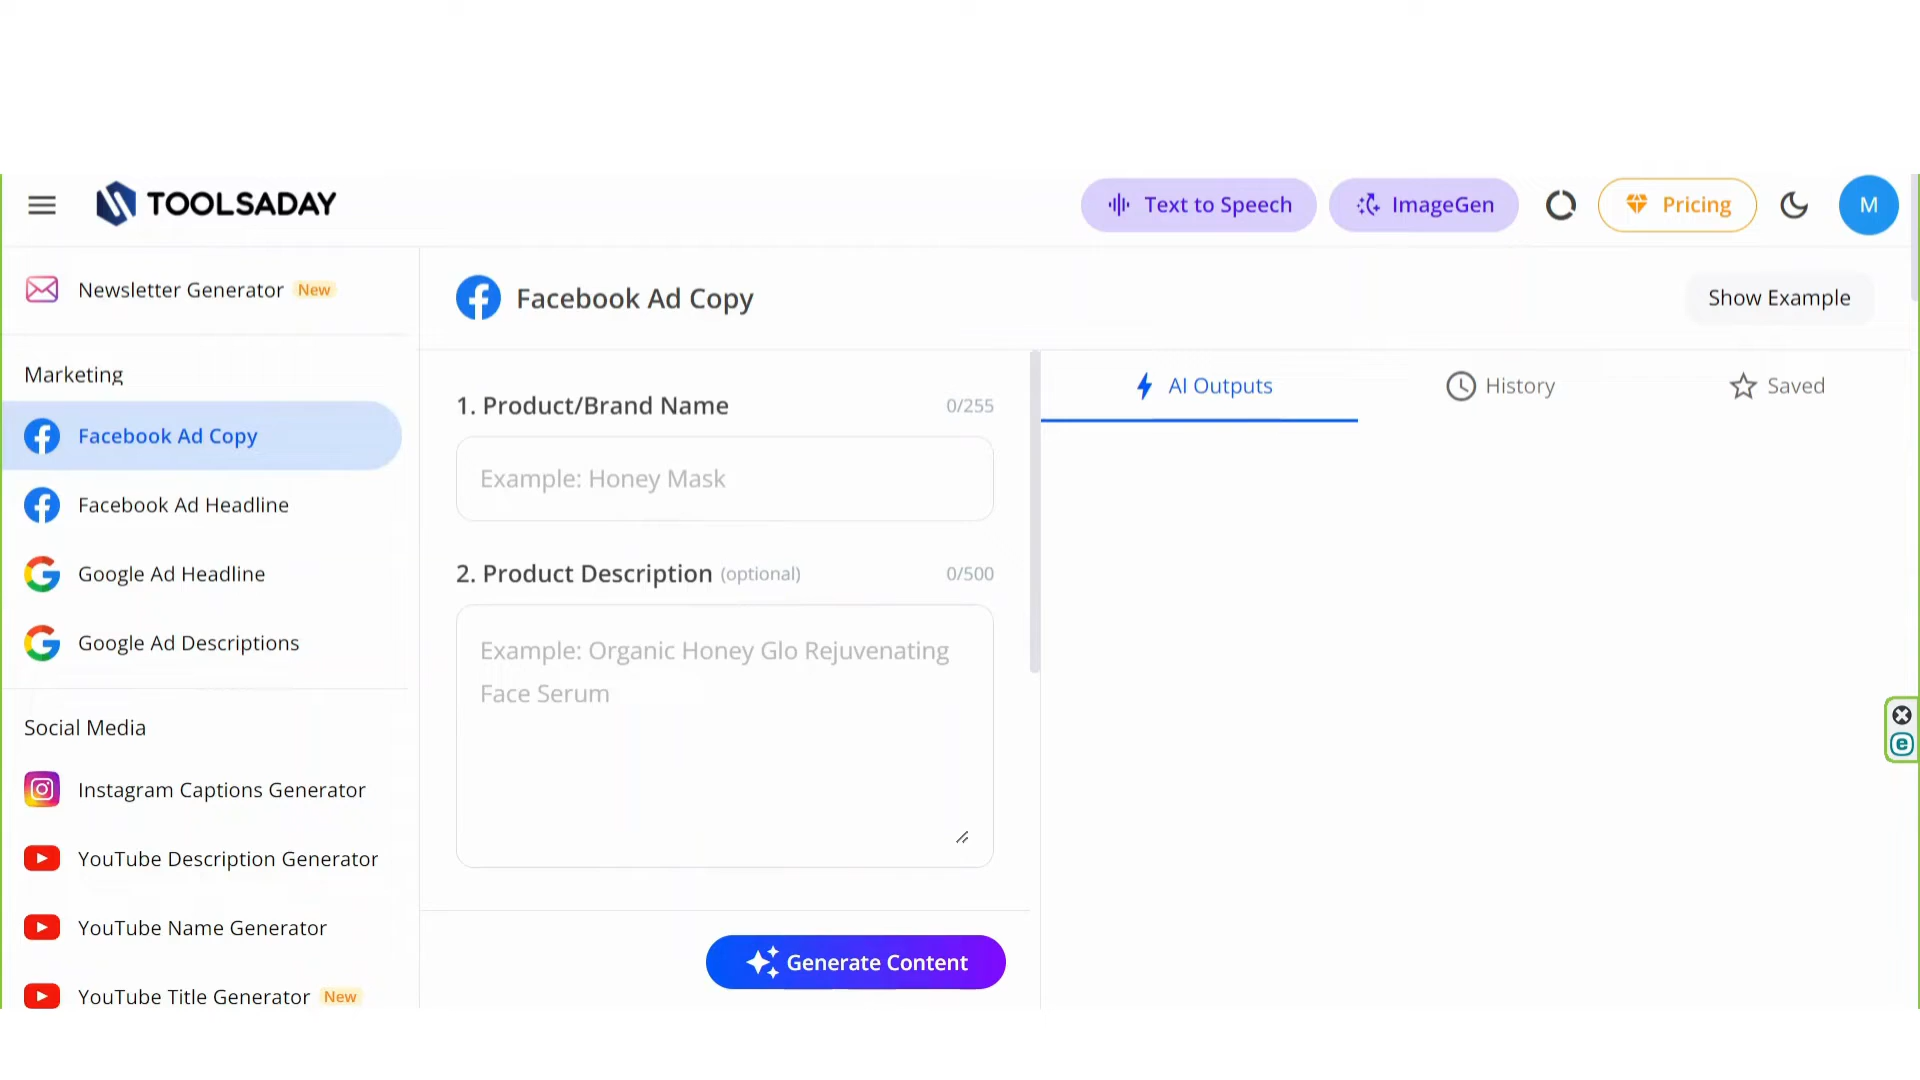 TOOLSADAY
Text to Speech
ImageGen
Pricing
M
Newsletter Generator New
Marketing
Facebook Ad Copy
Facebook Ad Headline
Google Ad Headline
Google Ad Descriptions
Social Media
Instagram Captions Generator
YouTube Description Generator
YouTube Name Generator
YouTube Title Generator New
Facebook Ad Copy
Show Example
1. Product/Brand Name 0/255
Example: Honey Mask
2. Product Description (optional) 0/500
Example: Organic Honey Glo Rejuvenating
Face Serum
Generate Content
AI Outputs
History
Saved
e